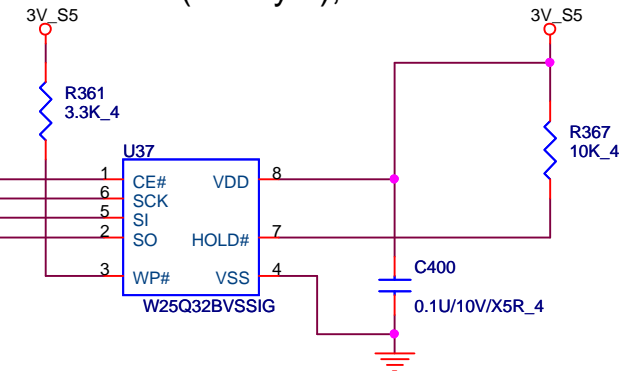 3V_S5
3V_S5
R361
3.3K_4
R367
10K_4
U37
1
CE#
VDD
8
6
SCK
5
SI
2
SO
HOLD#
7
3
WP#
VSS
4
W25Q32BVSSIG
C400
0.1U/10V/X5R_4